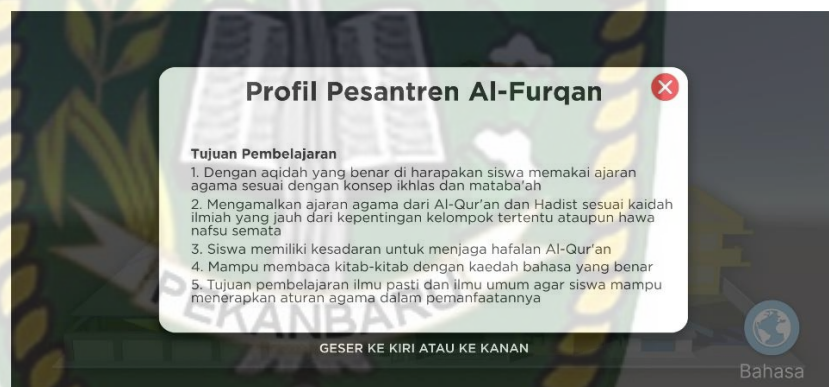 Profil Pesantren Al-Furqan
Tujuan Pembelajaran
1. Dengan aqidah yang benar di harapakan siswa memakai ajaran
agama sesuai dengan konsep ikhlas dan mataba'ah
2. Mengamalkan ajaran agama dari Al-Qur'an dan Hadist sesuai kaidah
ilmiah yang jauh dari kepentingan kelompok tertentu ataupun hawa
nafsu semata
3. Siswa memiliki kesadaran untuk menjaga hafalan Al-Qur'an
4. Mampu membaca kitab-kitab dengan kaedah bahasa yang benar
5. Tujuan pembelajaran ilmu pasti dan ilmu umum agar siswa mampu
menerapkan aturan agama dalam pemanfaatannya
PEKANBARU
GESER KE KIRI ATAU KE KANAN
Bahasa